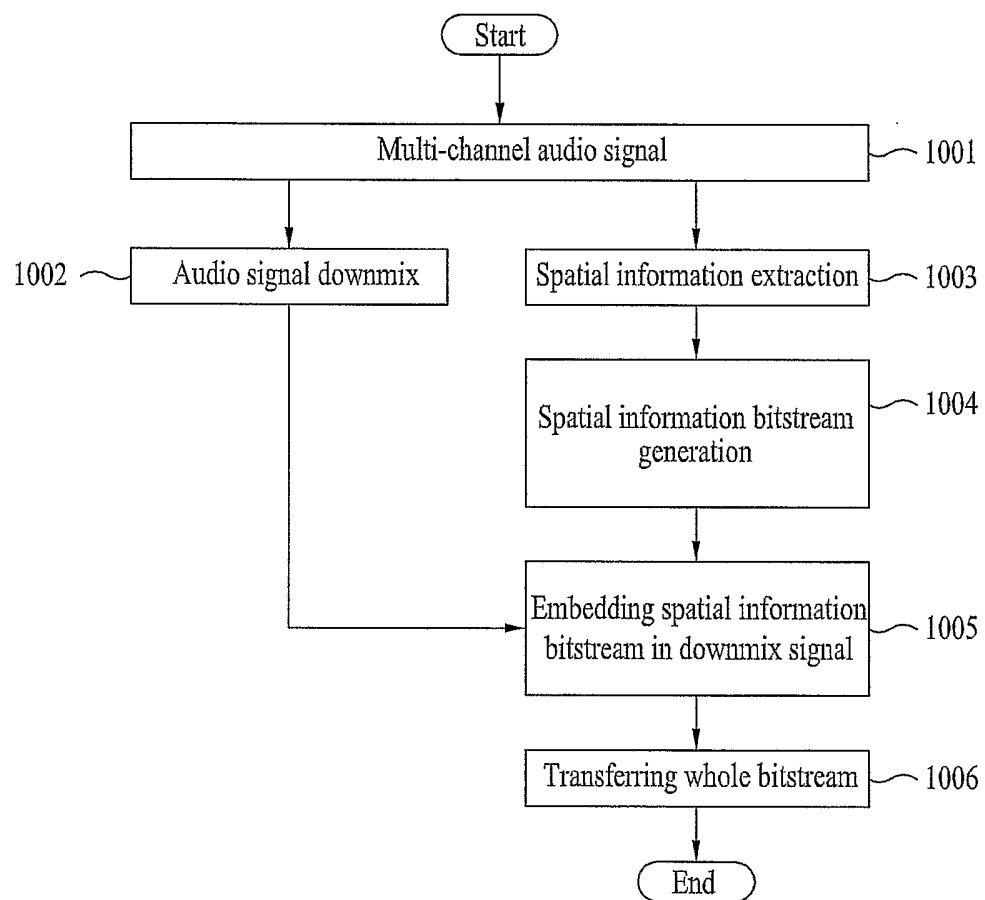 Start
Multi-channel audio signal
1001
1002
Audio signal downmix
Spatial information extraction
1003
Spatial information bitstream
generation
1004
Embedding spatial information
bitstream in downmix signal
1005
Transferring whole bitstream
1006
End